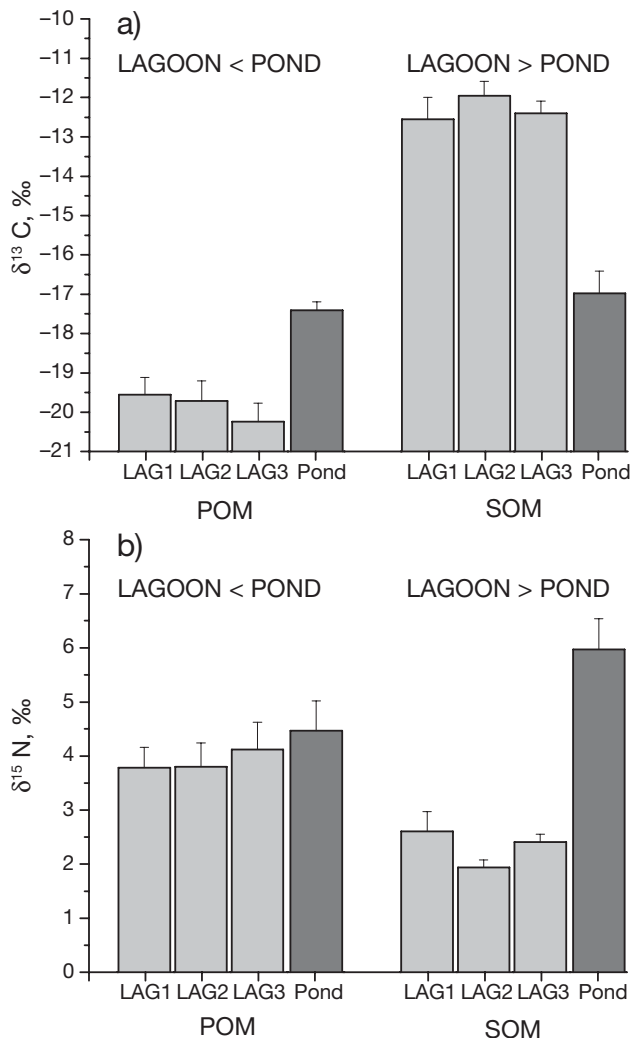 a)
LAGOON < POND LAGOON > POND
−10
−11
−12
−13
−14
−15
−16
−17
−18
−19
−20
−21
δ¹³ C, ‰
LAG1 LAG2 LAG3 Pond LAG1 LAG2 LAG3 Pond
POM SOM
b)
LAGOON < POND LAGOON > POND
8
7
6
5
4
3
2
1
0
δ¹⁵ N, ‰
LAG1 LAG2 LAG3 Pond LAG1 LAG2 LAG3 Pond
POM SOM